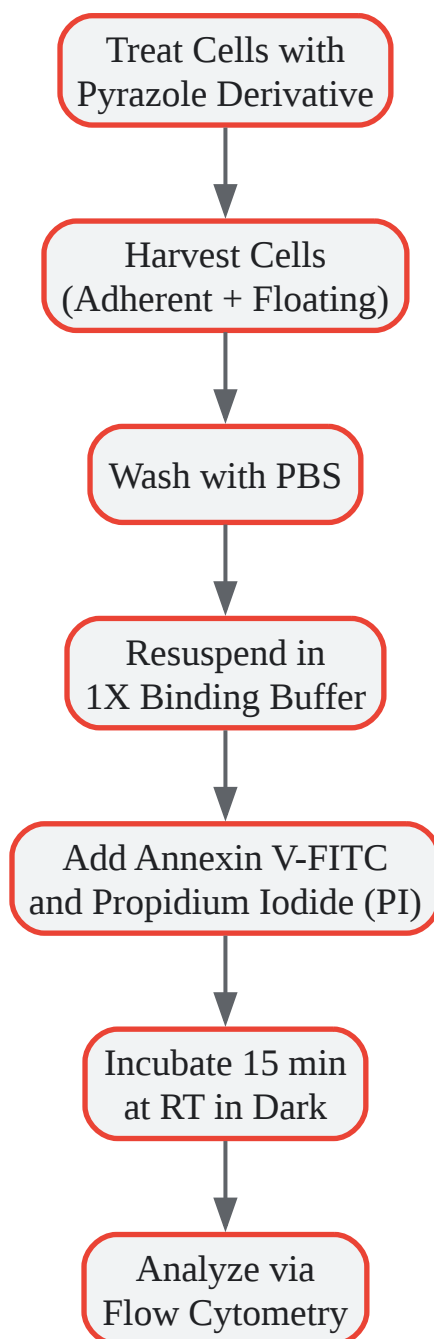 Treat Cells with
Pyrazole Derivative
Harvest Cells
(Adherent + Floating)
Wash with PBS
Resuspend in
1X Binding Buffer
Add Annexin V-FITC
and Propidium Iodide (PI)
Incubate 15 min
at RT in Dark
Analyze via
Flow Cytometry